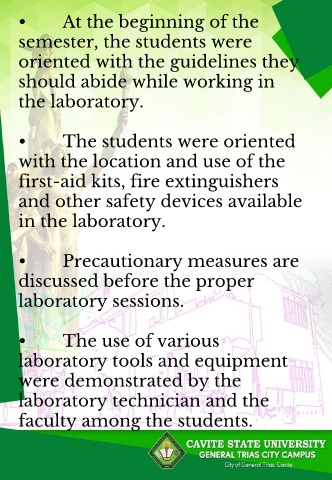 • At the beginning of the
semester, the students were
oriented with the guidelines they
should abide while working in
the laboratory.
• The students were oriented
with the location and use of the
first-aid kits, fire extinguishers
and other safety devices available
in the laboratory.
• Precautionary measures are
discussed before the proper
laboratory sessions.
• The use of various
laboratory tools and equipment
were demonstrated by the
laboratory technician and the
faculty among the students.
CAVITE STATE UNIVERSITY
GENERAL TRIAS CITY CAMPUS
City of General Trias, Cavite